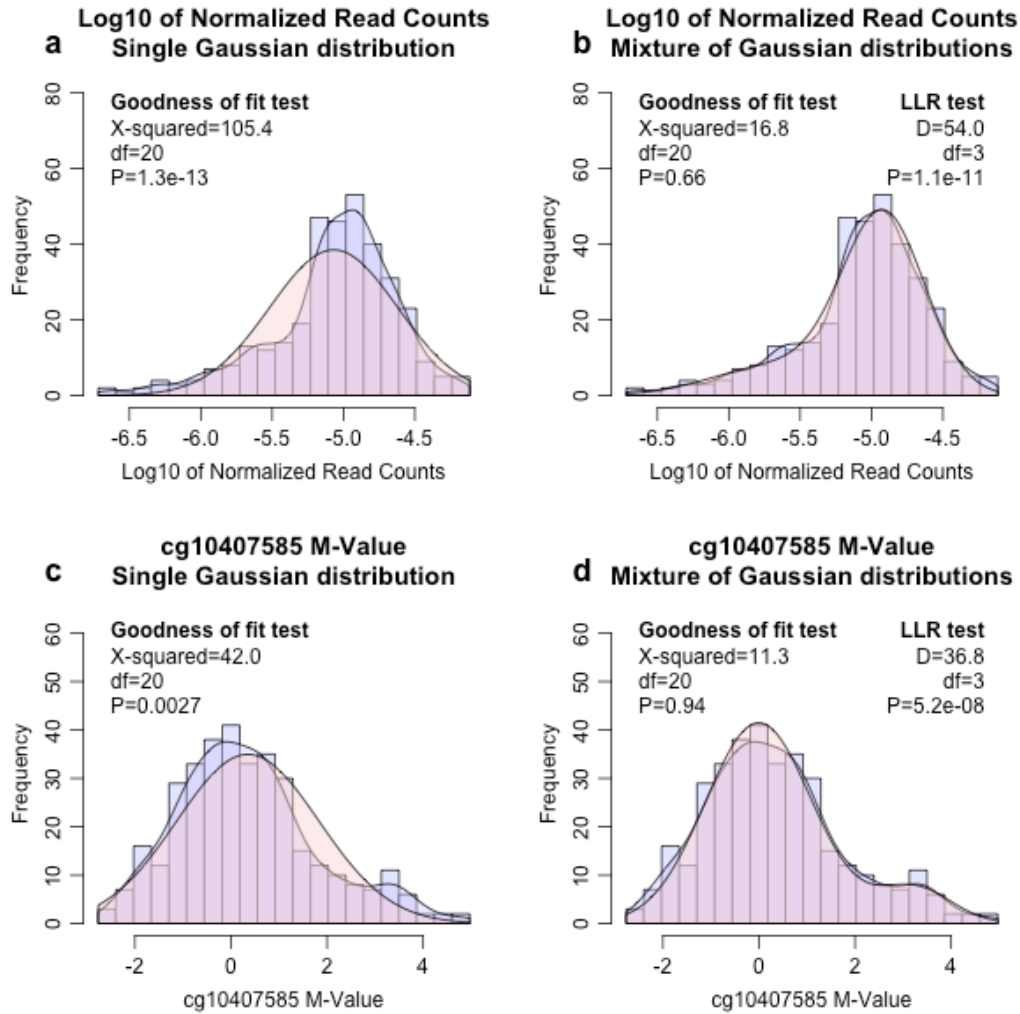 Log10 of Normalized Read Counts
a Single Gaussian distribution
80
60
40
20
0
Frequency
Goodness of fit test
X-squared=105.4
df=20
P=1.3e-13
-6.5 -6.0 -5.5 -5.0 -4.5
Log10 of Normalized Read Counts
Log10 of Normalized Read Counts
b Mixture of Gaussian distributions
80
60
40
20
0
Frequency
Goodness of fit test LLR test
X-squared=16.8 D=54.0
df=20 df=3
P=0.66 P=1.1e-11
-6.5 -6.0 -5.5 -5.0 -4.5
Log10 of Normalized Read Counts
cg10407585 M-Value
c Single Gaussian distribution
60
50
40
30
20
10
0
Frequency
Goodness of fit test
X-squared=42.0
df=20
P=0.0027
-2 0 2 4
cg10407585 M-Value
cg10407585 M-Value
d Mixture of Gaussian distributions
60
50
40
30
20
10
0
Frequency
Goodness of fit test LLR test
X-squared=11.3 D=36.8
df=20 df=3
P=0.94 P=5.2e-08
-2 0 2 4
cg10407585 M-Value